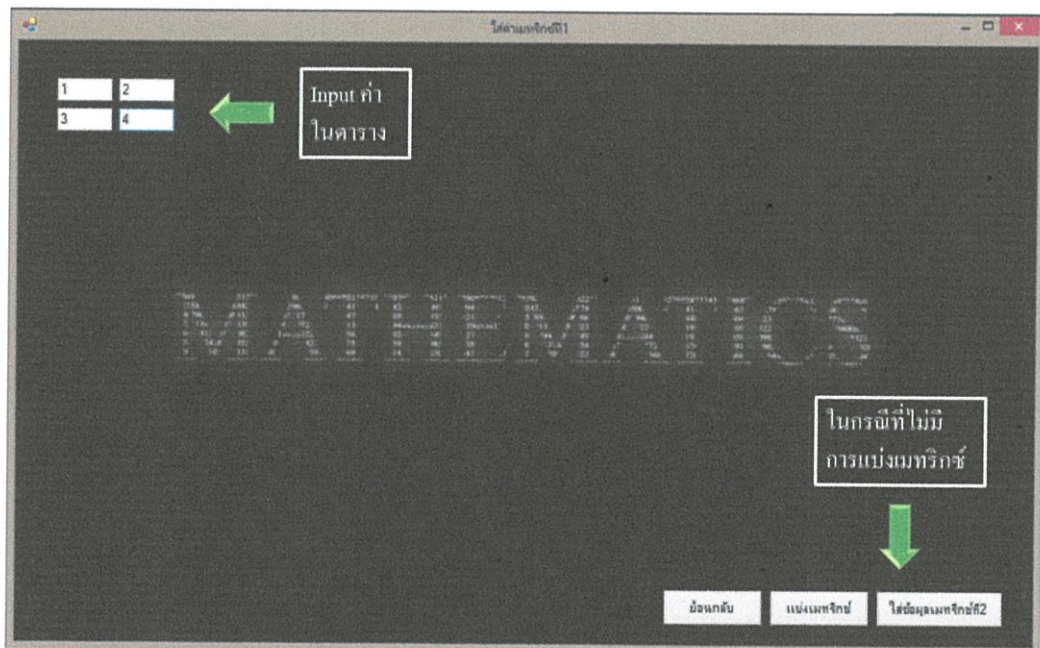 ใส่ค่าเมทริกซ์ที่1
1 2
3 4
Input ค่า
ในตาราง
MATHEMATICS
ในกรณีที่ไม่มี
การแบ่งเมทริกซ์
ย้อนกลับ แบ่งเมทริกซ์ ใส่ข้อมูลเมทริกซ์ที่2